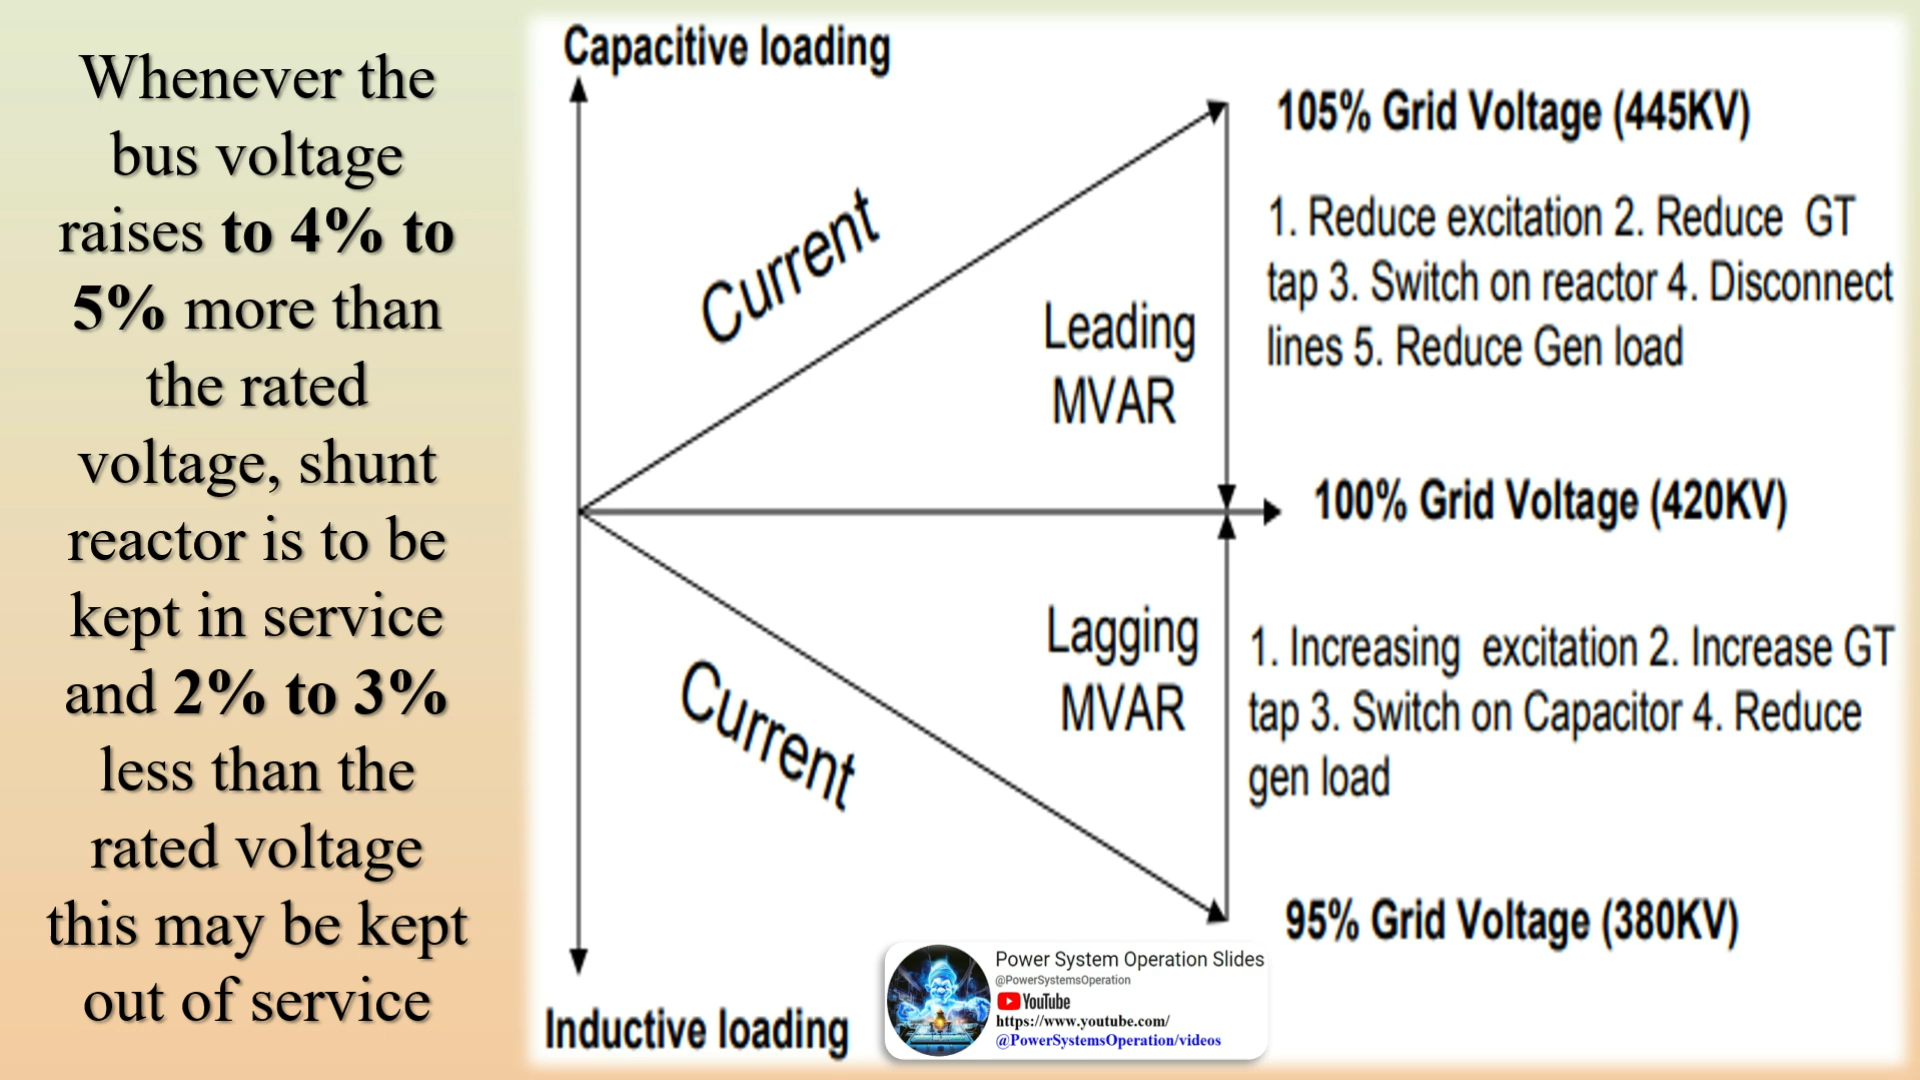 Whenever the
bus voltage
raises to 4% to
5% more than
the rated
voltage, shunt
reactor is to be
kept in service
and 2% to 3%
less than the
rated voltage
this may be kept
out of service
Capacitive loading
105% Grid Voltage (445KV)
1. Reduce excitation 2. Reduce GT
tap 3. Switch on reactor 4. Disconnect
lines 5. Reduce Gen load
Current
Leading
MVAR
100% Grid Voltage (420KV)
Lagging
MVAR
Current
1. Increasing excitation 2. Increase GT
tap 3. Switch on Capacitor 4. Reduce
gen load
95% Grid Voltage (380KV)
Inductive loading
Power System Operation Slides
@PowerSystemsOperation
YouTube
https://www.youtube.com/
@PowerSystemsOperation/videos